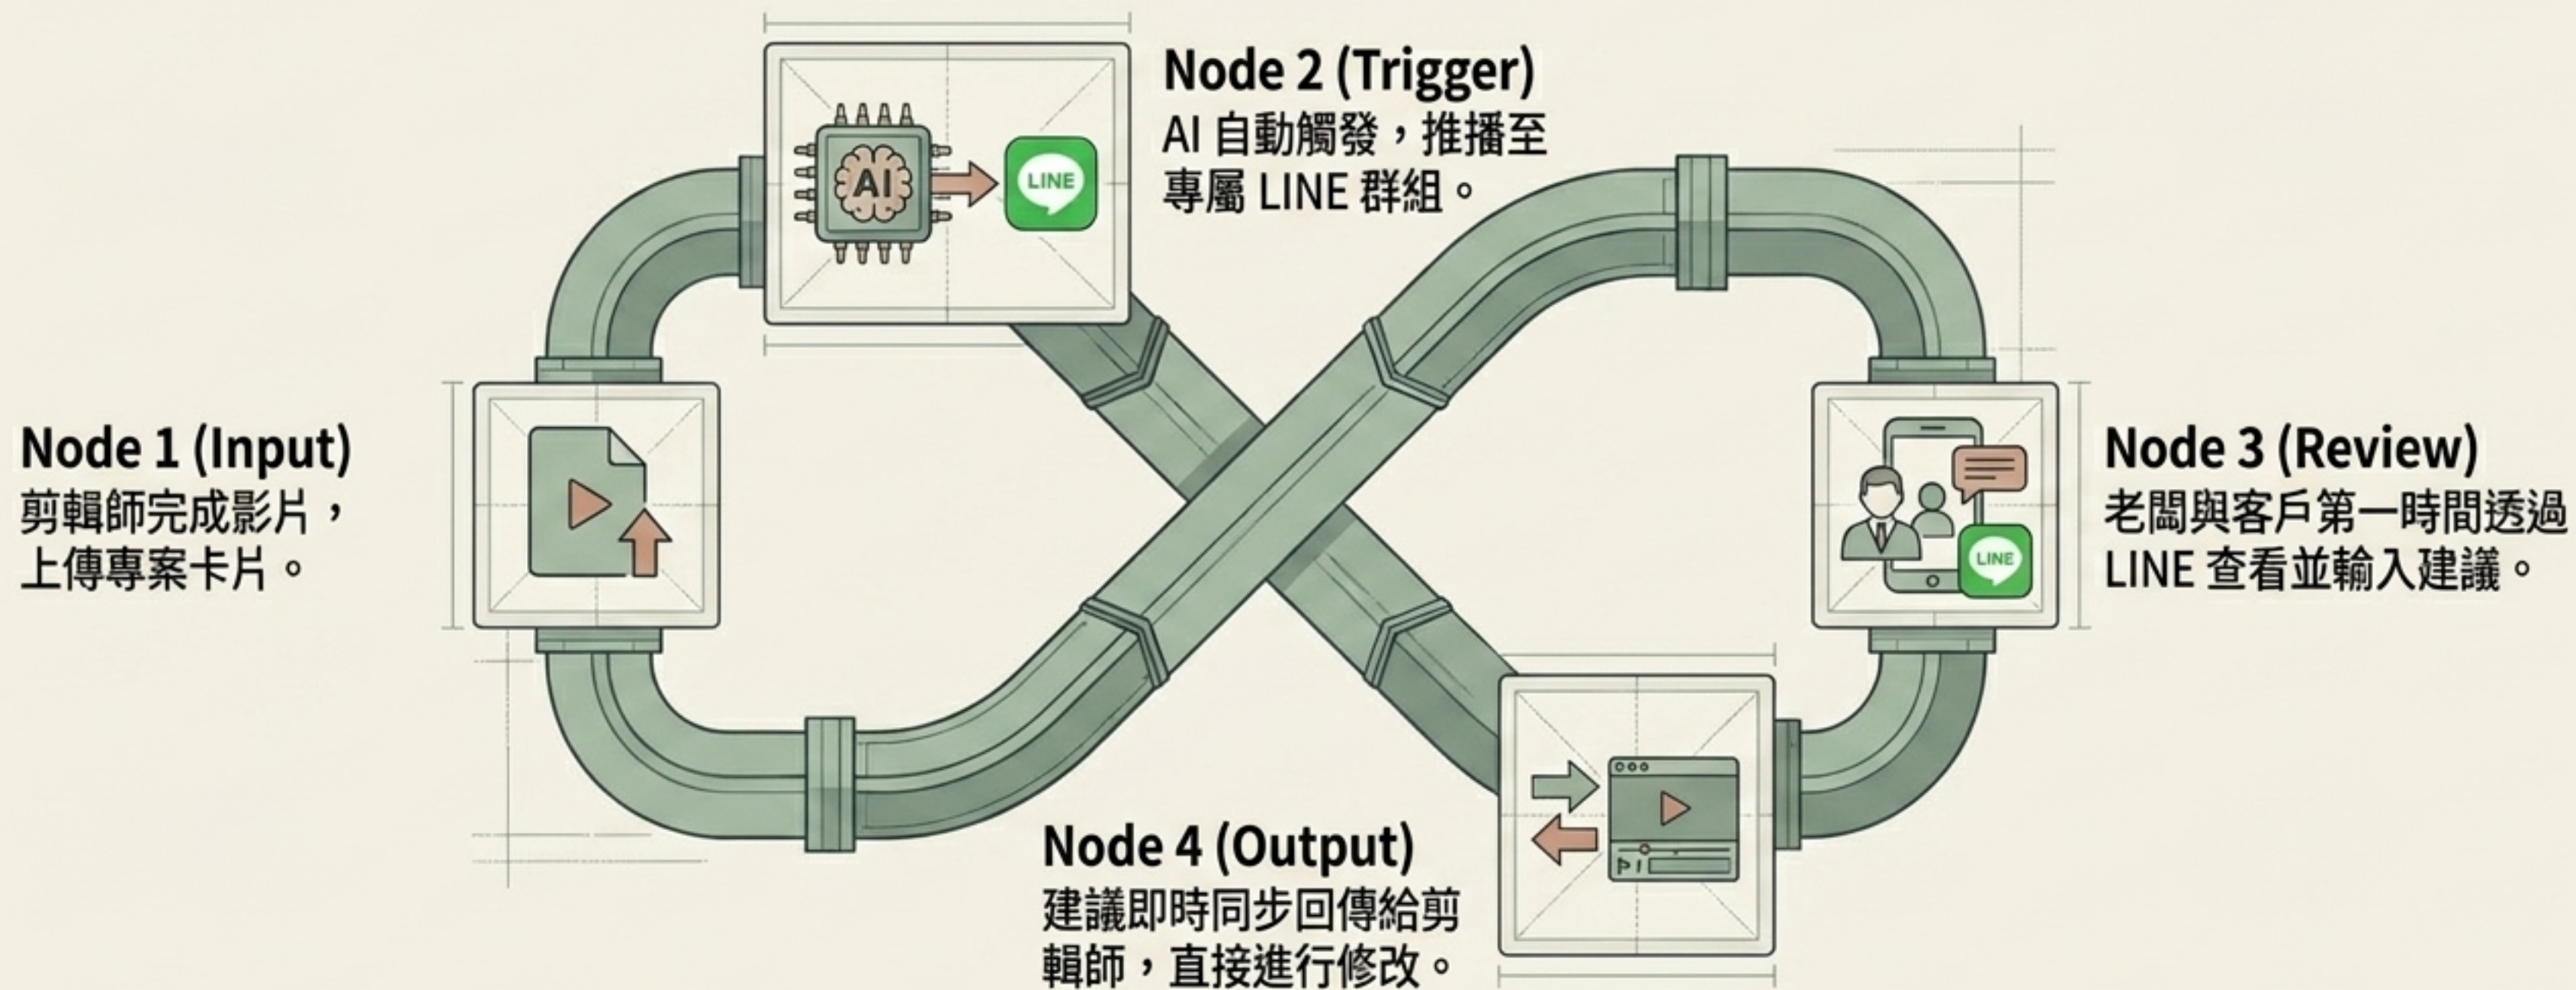 Node 1 (Input)
剪輯師完成影片，
上傳專案卡片。
AI
LINE
Node 2 (Trigger)
AI 自動觸發，推播至
專屬 LINE 群組。
LINE
Node 3 (Review)
老闆與客戶第一時間透過
LINE 查看並輸入建議。
Node 4 (Output)
建議即時同步回傳給剪
輯師，直接進行修改。